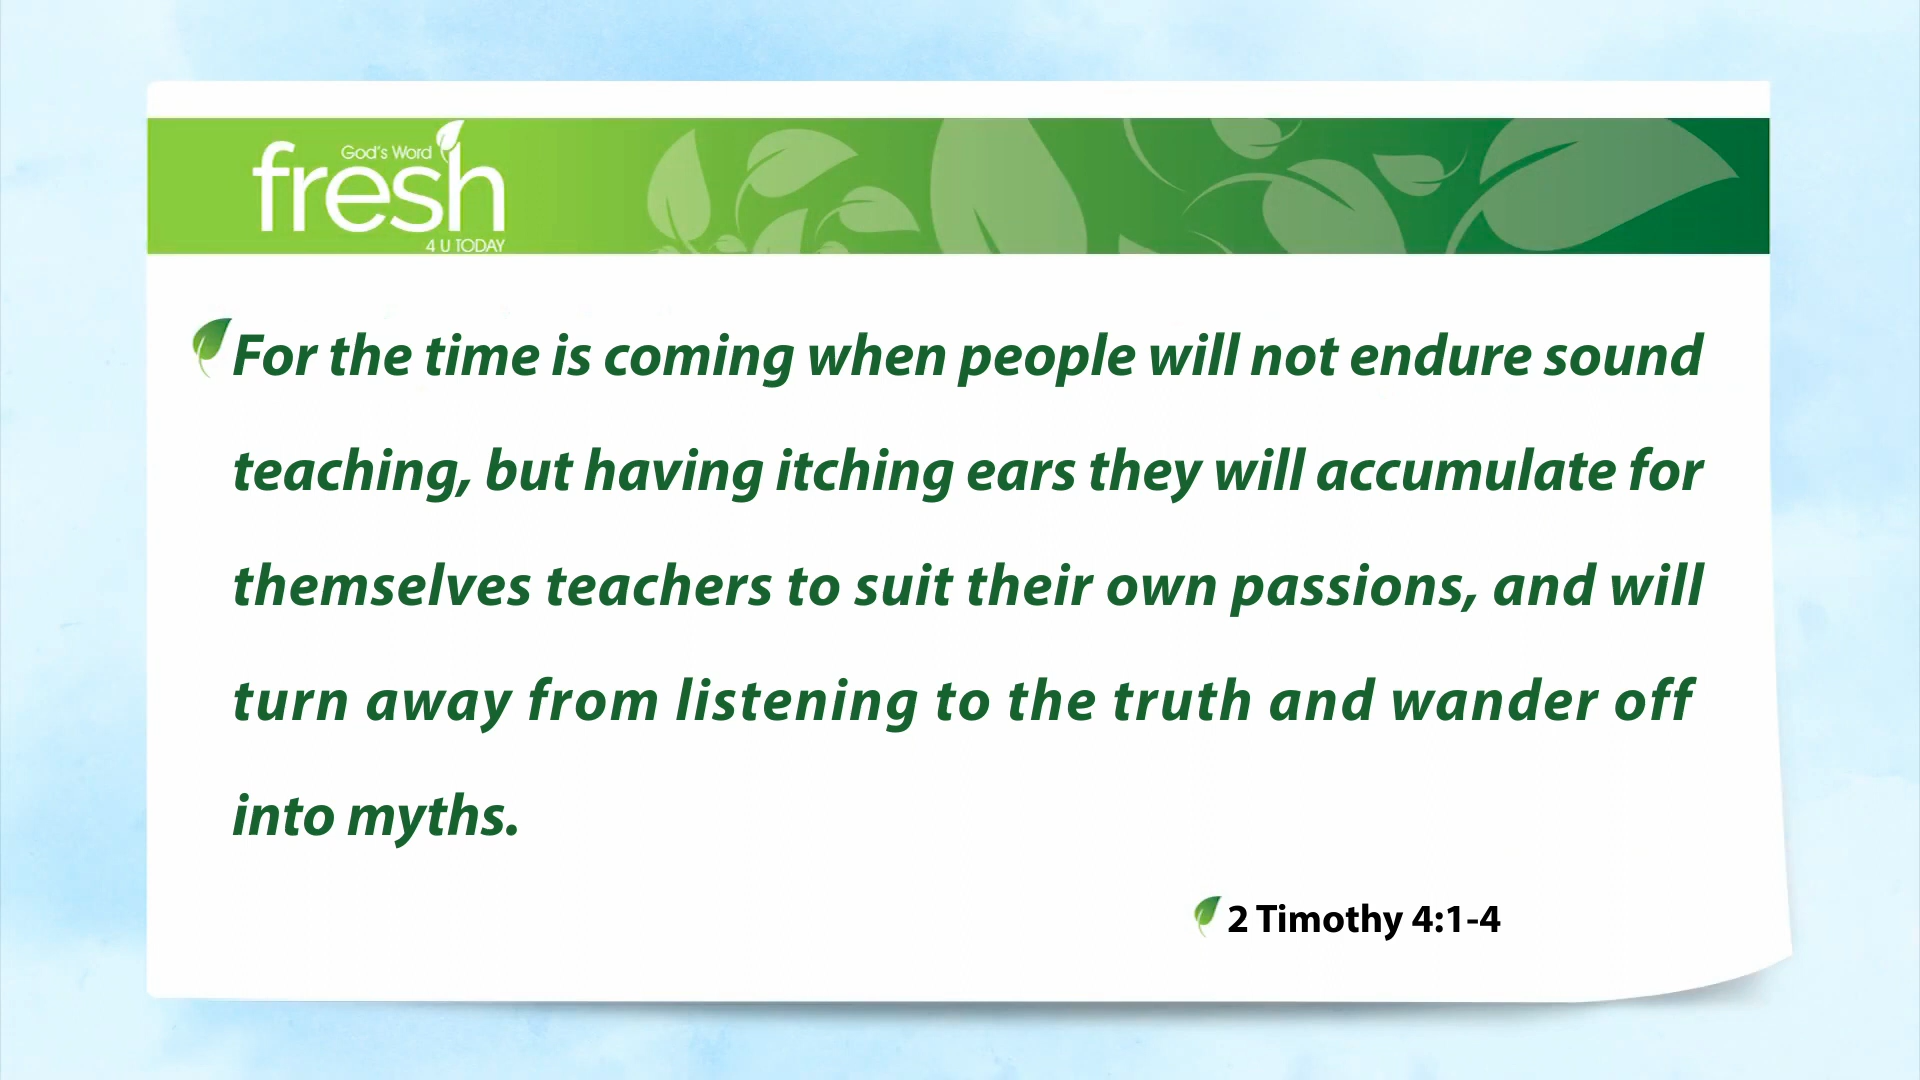 God's Word
fresh
4 U TODAY
For the time is coming when people will not endure sound
teaching, but having itching ears they will accumulate for
themselves teachers to suit their own passions, and will
turn away from listening to the truth and wander off
into myths.
2 Timothy 4:1-4